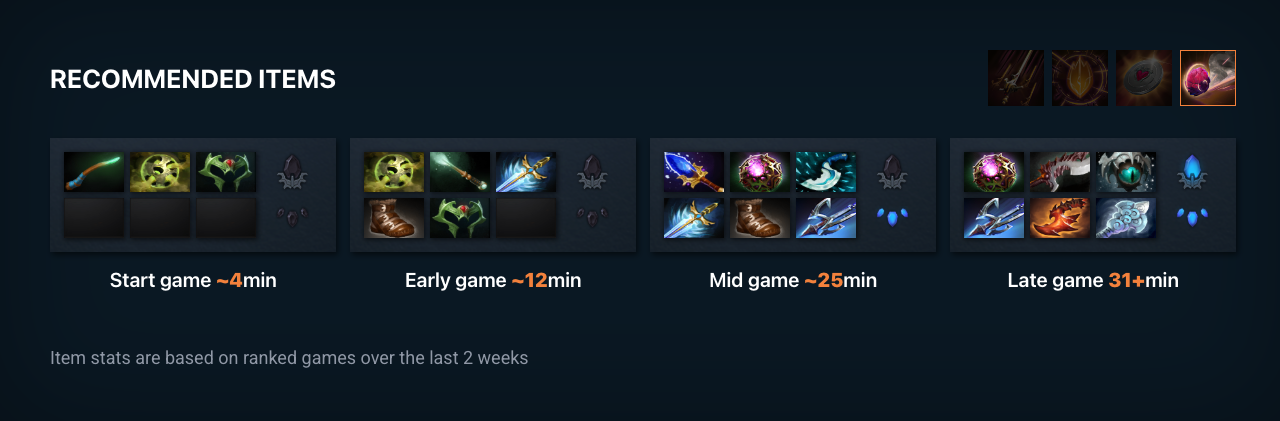 RECOMMENDED ITEMS
Start game ~4min
Early game ~12min
Mid game ~25min
Late game 31+min
Item stats are based on ranked games over the last 2 weeks